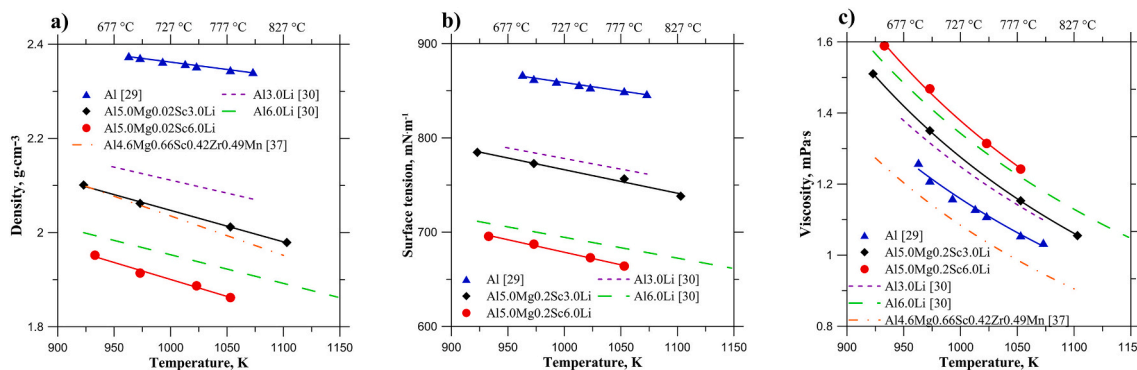 a)
677 °C 727 °C 777 °C 827 °C
2.4
2.2
2
1.8
Density, g·cm-3
Al [29]
Al5.0Mg0.02Sc3.0Li
Al5.0Mg0.02Sc6.0Li
Al4.6Mg0.66Sc0.42Zr0.49Mn [37]
Al3.0Li [30]
Al6.0Li [30]
900 950 1000 1050 1100 1150
Temperature, K
b)
677 °C 727 °C 777 °C 827 °C
900
800
700
600
Surface tension, mN·m-1
Al [29]
Al5.0Mg0.2Sc3.0Li
Al5.0Mg0.2Sc6.0Li
Al3.0Li [30]
Al6.0Li [30]
900 950 1000 1050 1100 1150
Temperature, K
c)
677 °C 727 °C 777 °C 827 °C
1.6
1.4
1.2
1
0.8
Viscosity, mPa·s
Al [29]
Al5.0Mg0.2Sc3.0Li
Al5.0Mg0.2Sc6.0Li
Al3.0Li [30]
Al6.0Li [30]
Al4.6Mg0.66Sc0.42Zr0.49Mn [37]
900 950 1000 1050 1100 1150
Temperature, K